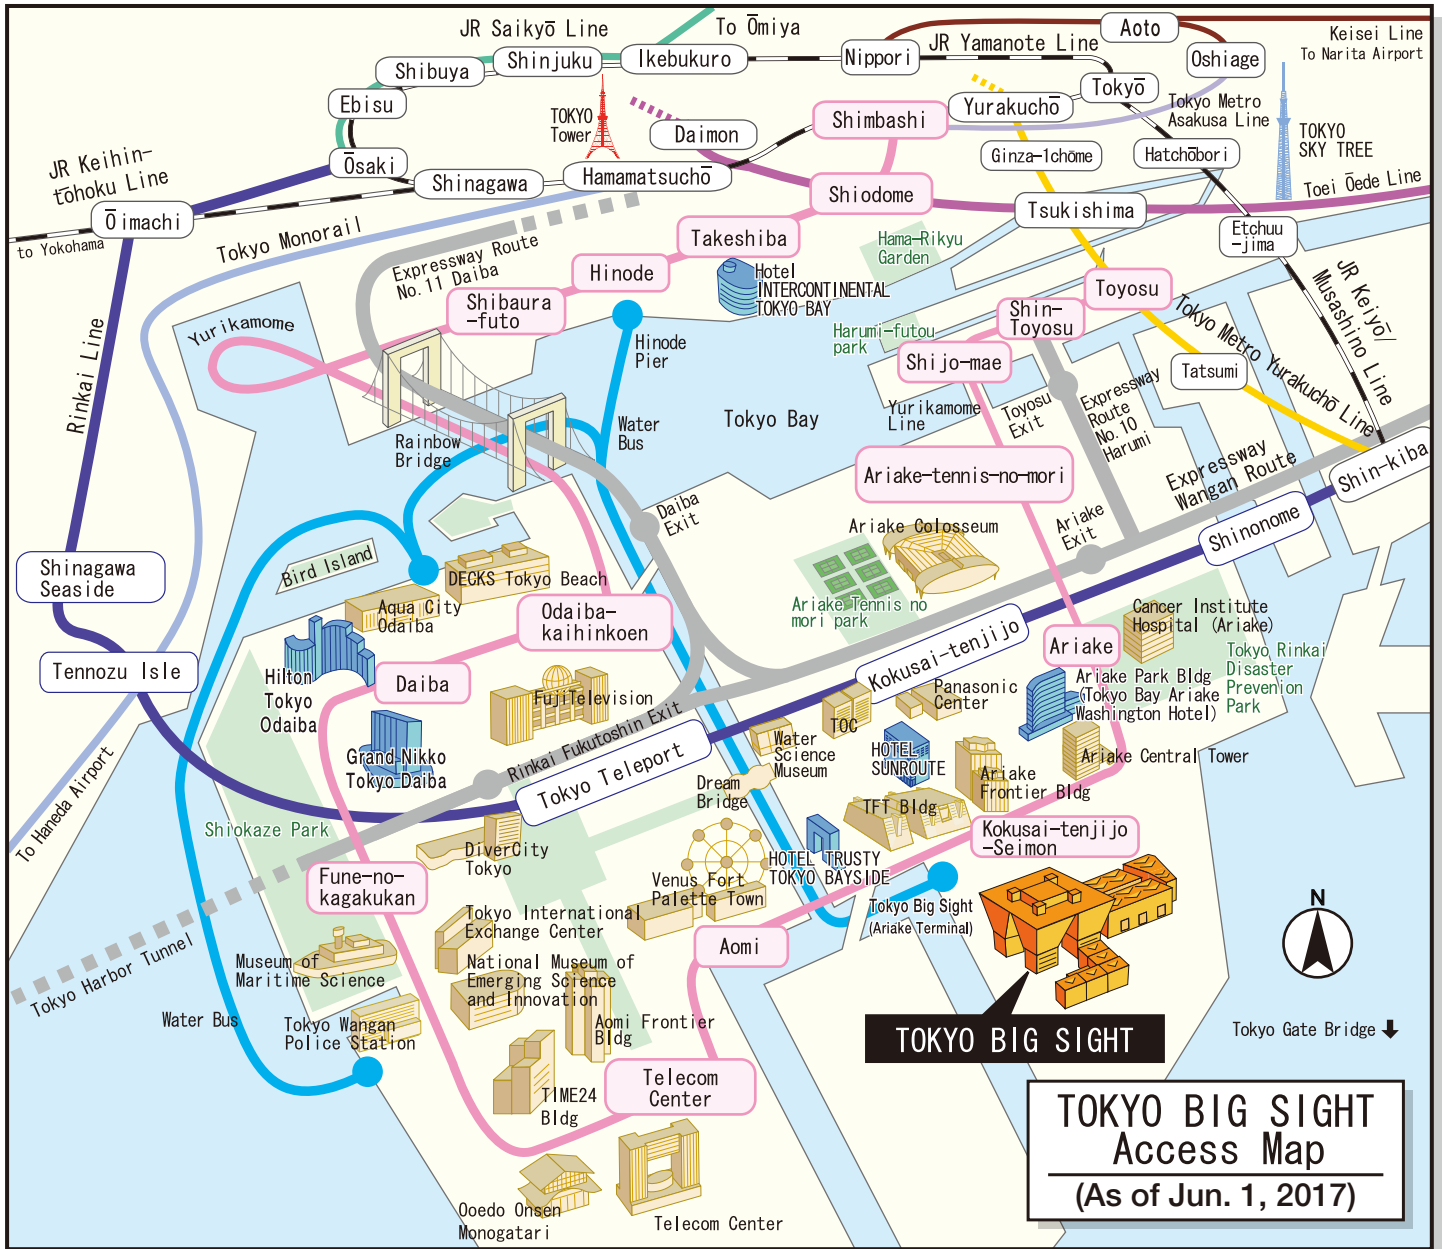 JR Saikyō Line
To Ōmiya
Aoto
Keisei Line
To Narita Airport
JR Yamanote Line
Shinjuku
Ikebukuro
Nippori
Oshiage
Shibuya
Ebisu
Tokyō
Yurakuchō
Tokyo Metro
Asakusa Line
TOKYO
Tower
Shimbashi
Daimon
TOKYO
SKY TREE
Ginza-1chōme
Hatchōbori
JR Keihin-
tōhoku Line
Ōsaki
Shinagawa
Hamamatsuchō
Shiodome
Toei Ōede Line
Tsukishima
Ōimachi
to Yokohama
Tokyo Monorail
Takeshiba
Hama-Rikyu
Garden
Etchuu
-jima
Expressway Route
No.11 Daiba
Hinode
Hotel
INTERCONTINENTAL
TOKYO BAY
Toyosu
JR Keiyō/
Musashino Line
Shibaura
-futo
Shin-
Toyosu
Yurikamome
Hinode
Pier
Harumi-futou
park
Shijo-mae
Tokyo Metro Yurakuchō Line
Tatsumi
Rinkai Line
Rainbow
Bridge
Water
Bus
Tokyo Bay
Yurikamome
Line
Toyosu
Exit
Expressway
Route
No.10
Harumi
Expressway
Wangan Route
Shin-kiba
Ariake-tennis-no-mori
Daiba
Exit
Ariake Colosseum
Ariake
Exit
Shinonome
Shinagawa
Seaside
Bird Island
DECKS Tokyo Beach
Aqua City
Odaiba
Odaiba-
kaihinkoen
Ariake Tennis no
mori park
Kokusai-tenjijo
Ariake
Cancer Institute
Hospital (Ariake)
Tokyo Rinkai
Disaster
Prevenion
Park
Tennozu Isle
Hilton
Tokyo
Odaiba
Daiba
FujiTelevision
Panasonic
Center
Ariake Park Bldg
(Tokyo Bay Ariake
Washington Hotel)
Rinkai Fukutoshin Exit
TOC
Water
Science
Museum
HOTEL
SUNROUTE
Ariake Central Tower
Grand Nikko
Tokyo Daiba
Tokyo Teleport
Dream
Bridge
Ariake
Frontier Bldg
TFT Bldg
To Haneda Airport
Shiokaze Park
DiverCity
Tokyo
Kokusai-tenjijo
-Seimon
HOTEL TRUSTY
TOKYO BAYSIDE
Fune-no-
kagakukan
Venus Fort
Palette Town
Tokyo Big Sight
(Ariake Terminal)
Tokyo International
Exchange Center
Aomi
N
Tokyo Harbor Tunnel
Museum of
Maritime Science
National Museum of
Emerging Science
and Innovation
Water Bus
Tokyo Wangan
Police Station
Aomi Frontier
Bldg
TOKYO BIG SIGHT
Tokyo Gate Bridge
TIME24
Bldg
Telecom
Center
TOKYO BIG SIGHT
Access Map
(As of Jun. 1, 2017)
Ooedo Onsen
Monogatari
Telecom Center